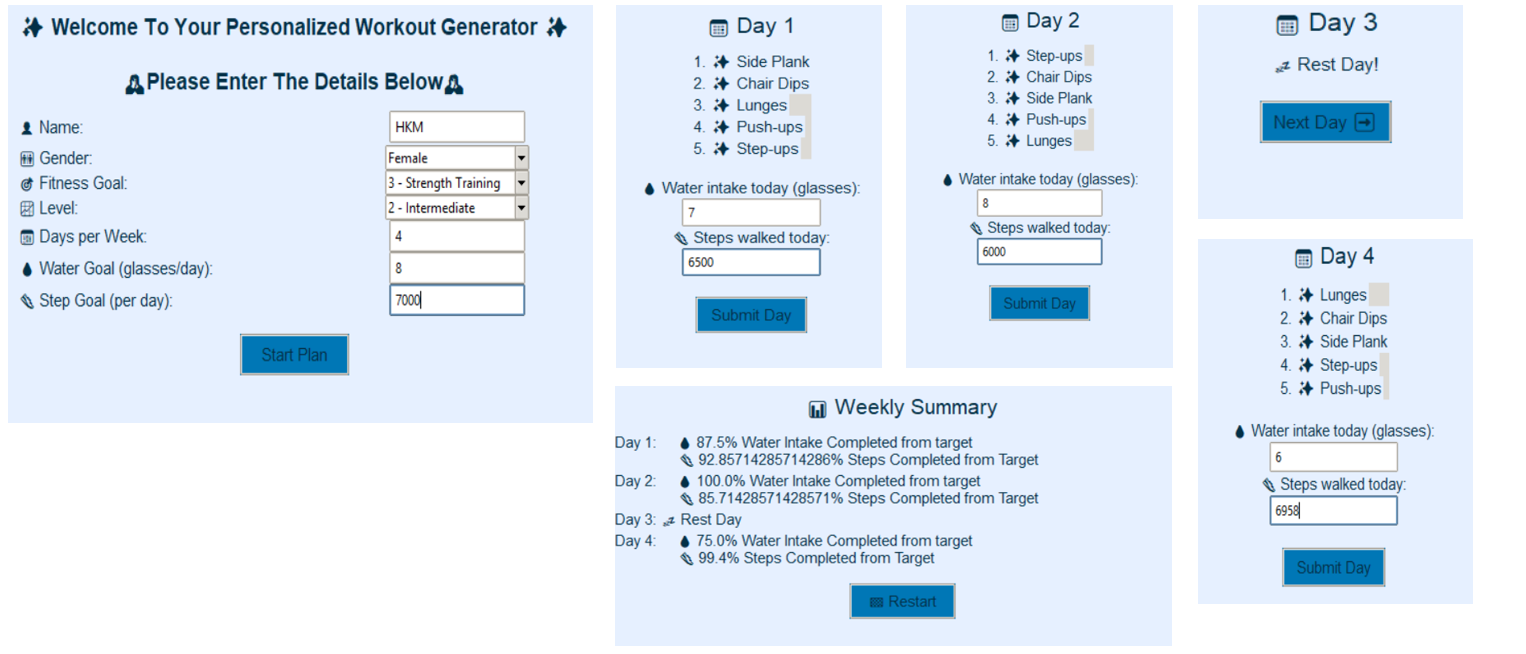 Welcome To Your Personalized Workout Generator
Please Enter The Details Below
Name: HKM
Gender: Female
Fitness Goal: 3 - Strength Training
Level: 2 - Intermediate
Days per Week: 4
Water Goal (glasses/day): 8
Step Goal (per day): 7000
Start Plan
Day 1
1. Side Plank
2. Chair Dips
3. Lunges
4. Push-ups
5. Step-ups
Water intake today (glasses):
7
Steps walked today:
6500
Submit Day
Day 2
1. Step-ups
2. Chair Dips
3. Side Plank
4. Push-ups
5. Lunges
Water intake today (glasses):
8
Steps walked today:
6000
Submit Day
Day 3
Rest Day!
Next Day
Day 4
1. Lunges
2. Chair Dips
3. Side Plank
4. Step-ups
5. Push-ups
Water intake today (glasses):
6
Steps walked today:
6958
Submit Day
Weekly Summary
Day 1: 87.5% Water Intake Completed from target
92.85714285714286% Steps Completed from Target
Day 2: 100.0% Water Intake Completed from target
85.71428571428571% Steps Completed from Target
Day 3: Rest Day
Day 4: 75.0% Water Intake Completed from target
99.4% Steps Completed from Target
Restart